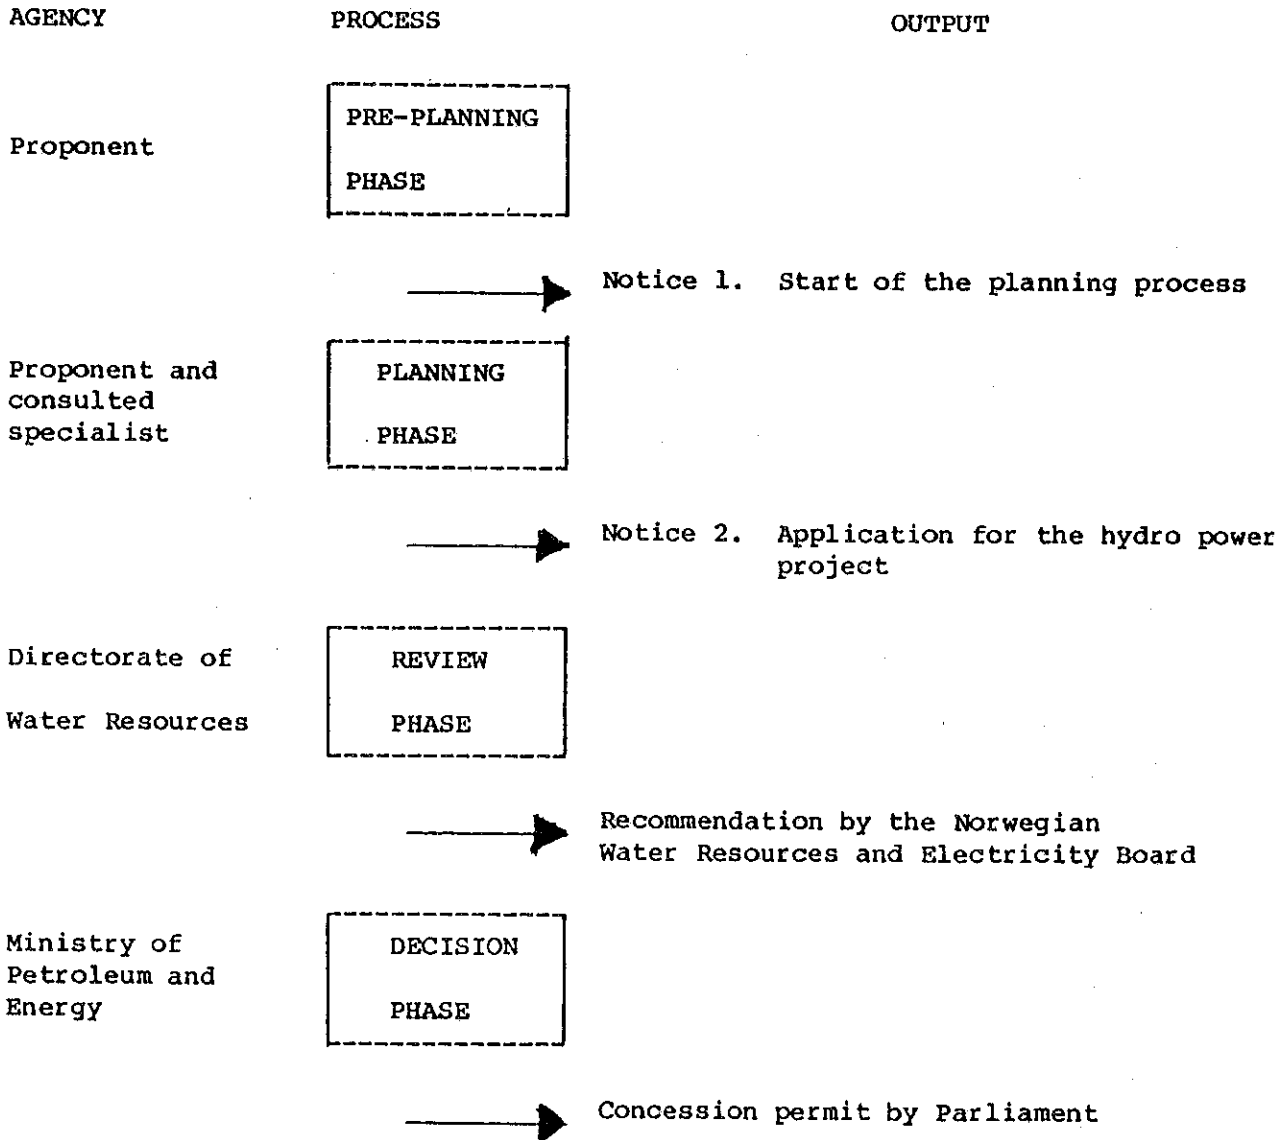 AGENCY PROCESS OUTPUT
Proponent
PRE-PLANNING
PHASE
Notice 1. Start of the planning process
Proponent and
consulted
specialist
PLANNING
PHASE
Notice 2. Application for the hydro power
project
Directorate of
Water Resources
REVIEW
PHASE
Recommendation by the Norwegian
Water Resources and Electricity Board
Ministry of
Petroleum and
Energy
DECISION
PHASE
Concession permit by Parliament